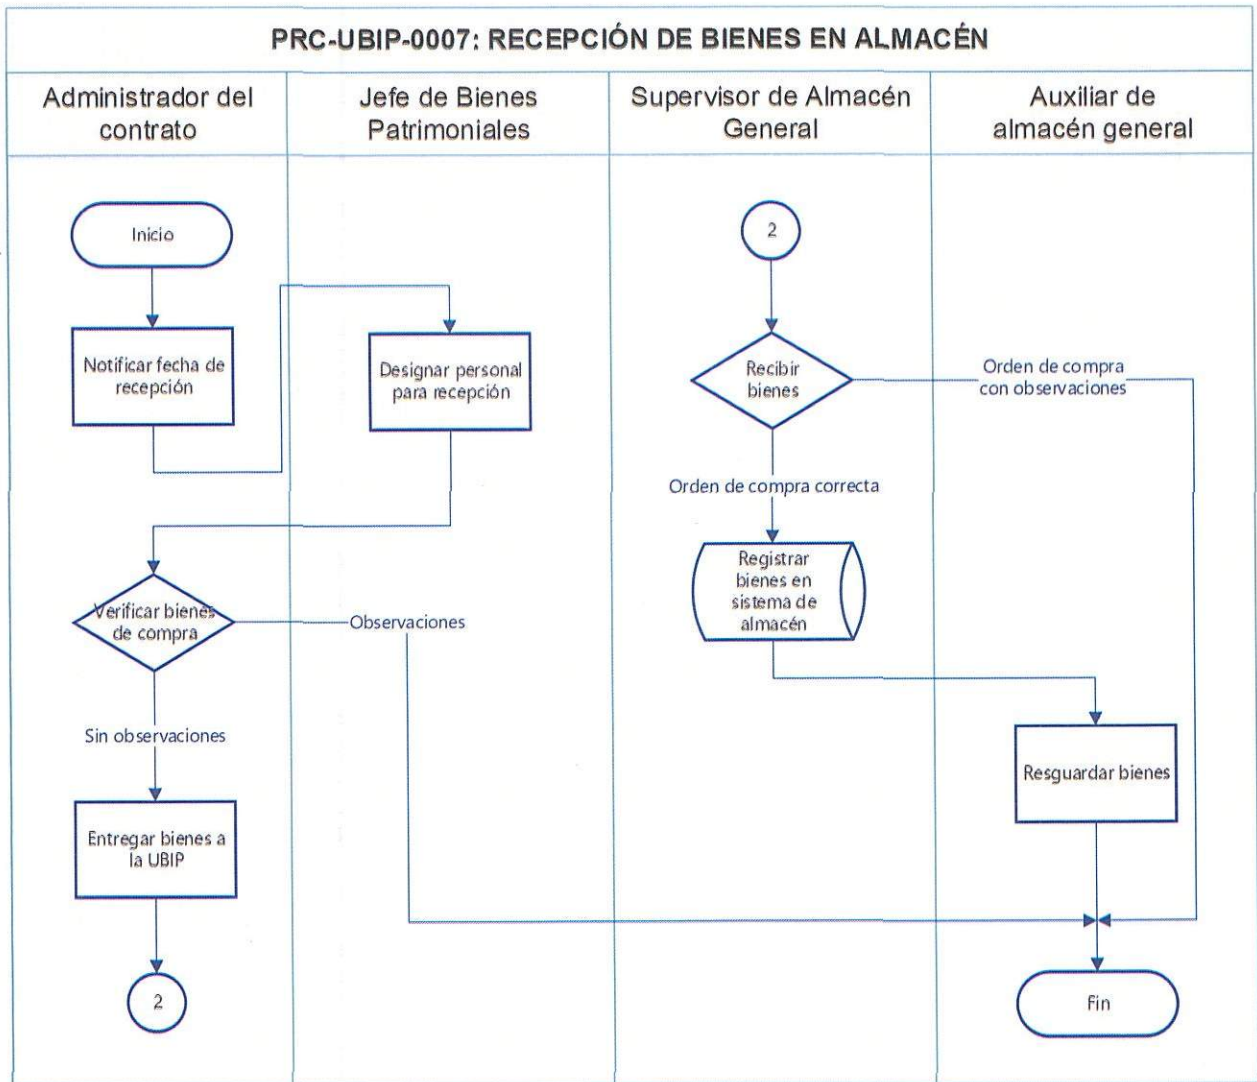 PRC-UBIP-0007: RECEPCIÓN DE BIENES EN ALMACÉN
Administrador del
contrato
Jefe de Bienes
Patrimoniales
Supervisor de Almacén
General
Auxiliar de
almacén general
Inicio
Notificar fecha de
recepción
Designar personal
para recepción
Verificar bienes
de compra
Observaciones
Sin observaciones
Entregar bienes a
la UBIP
2
2
Recibir
bienes
Orden de compra
con observaciones
Orden de compra correcta
Registrar
bienes en
sistema de
almacén
Resguardar bienes
Fin